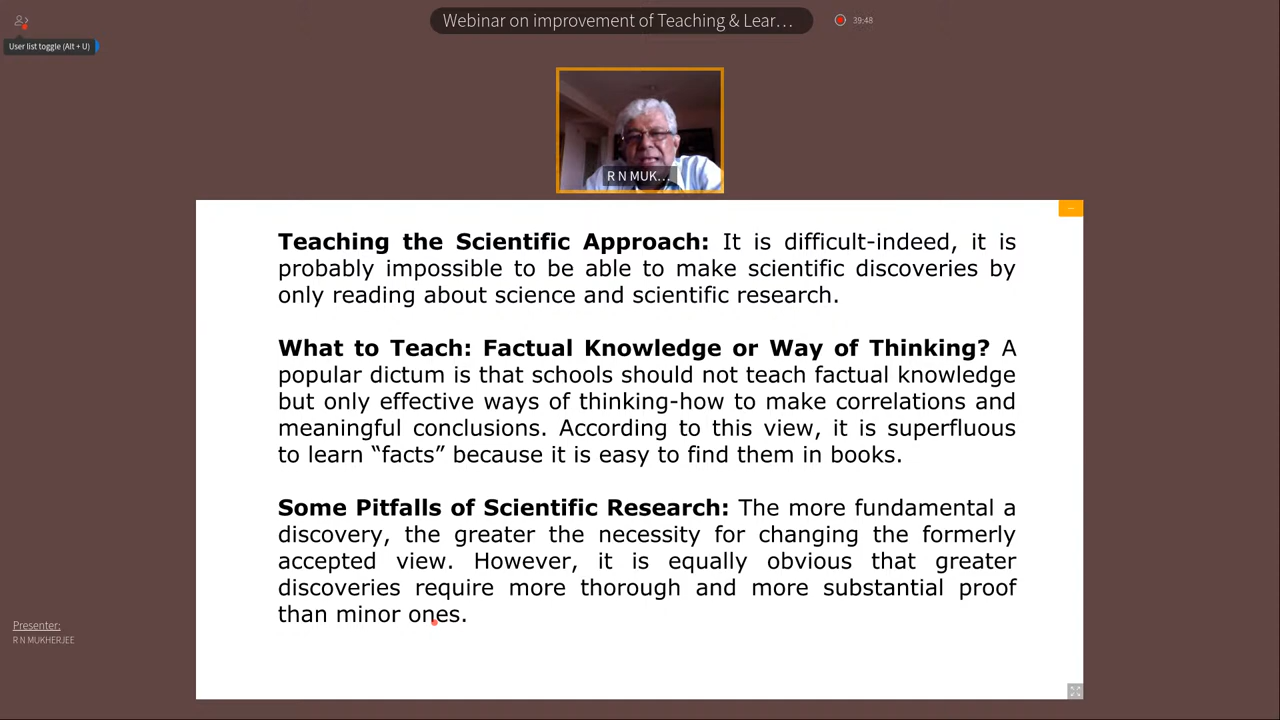 Webinar on improvement of Teaching & Lear...
39:48
User list toggle (Alt + U)
R N MUK...
Teaching the Scientific Approach: It is difficult-indeed, it is
probably impossible to be able to make scientific discoveries by
only reading about science and scientific research.
What to Teach: Factual Knowledge or Way of Thinking? A
popular dictum is that schools should not teach factual knowledge
but only effective ways of thinking-how to make correlations and
meaningful conclusions. According to this view, it is superfluous
to learn “facts” because it is easy to find them in books.
Some Pitfalls of Scientific Research: The more fundamental a
discovery, the greater the necessity for changing the formerly
accepted view. However, it is equally obvious that greater
discoveries require more thorough and more substantial proof
than minor ones.
Presenter:
R N MUKHERJEE